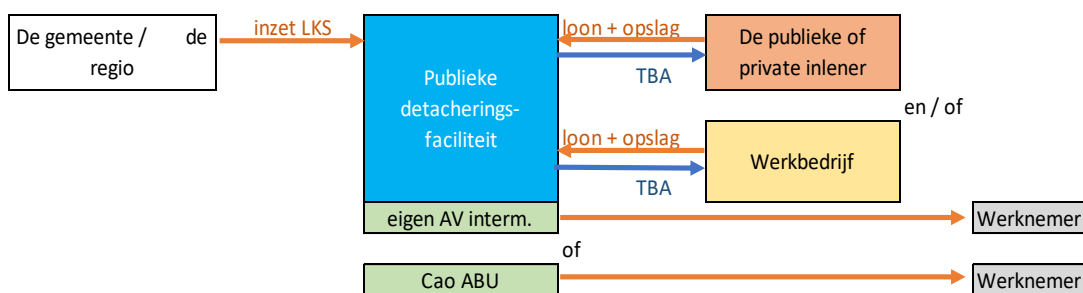 De gemeente / de
regio
inzet LKS
Publieke
detacherings-
faciliteit
loon + opslag
TBA
De publieke of
private inlener
en / of
loon + opslag
TBA
Werkbedrijf
eigen AV interm.
Werknemer
of
Cao ABU
Werknemer